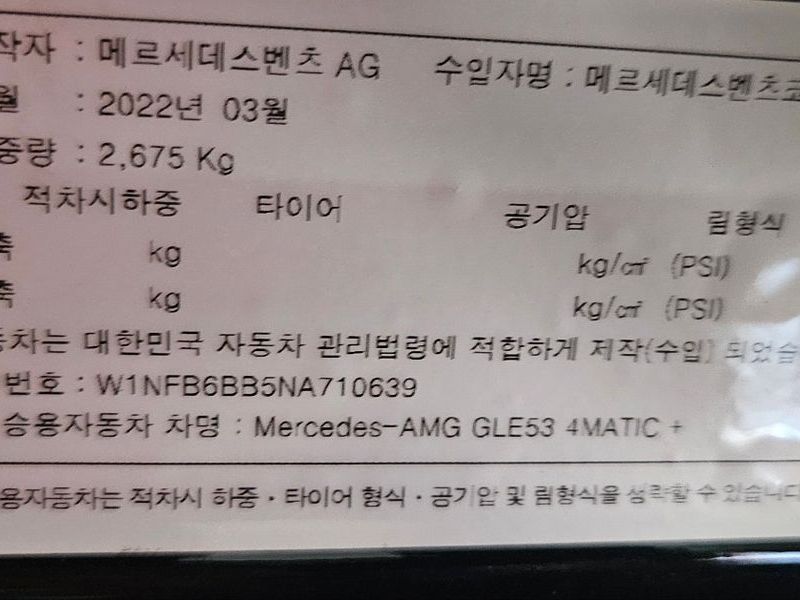 작자 : 메르세데스벤츠 AG 수입자명 : 메르세데스벤츠코
월 : 2022년 03월
중량 : 2,675 Kg
적차시하중 타이어 공기압 림형식
축 kg kg/㎠ (PSI)
축 kg kg/㎠ (PSI)
동차는 대한민국 자동차 관리법령에 적합하게 제작(수입) 되었습
번호 : W1NFB6BB5NA710639
승용자동차 차명 : Mercedes-AMG GLE53 4MATIC +
용자동차는 적차시 하중·타이어 형식·공기압 및 림형식을 생략할 수 있습니다